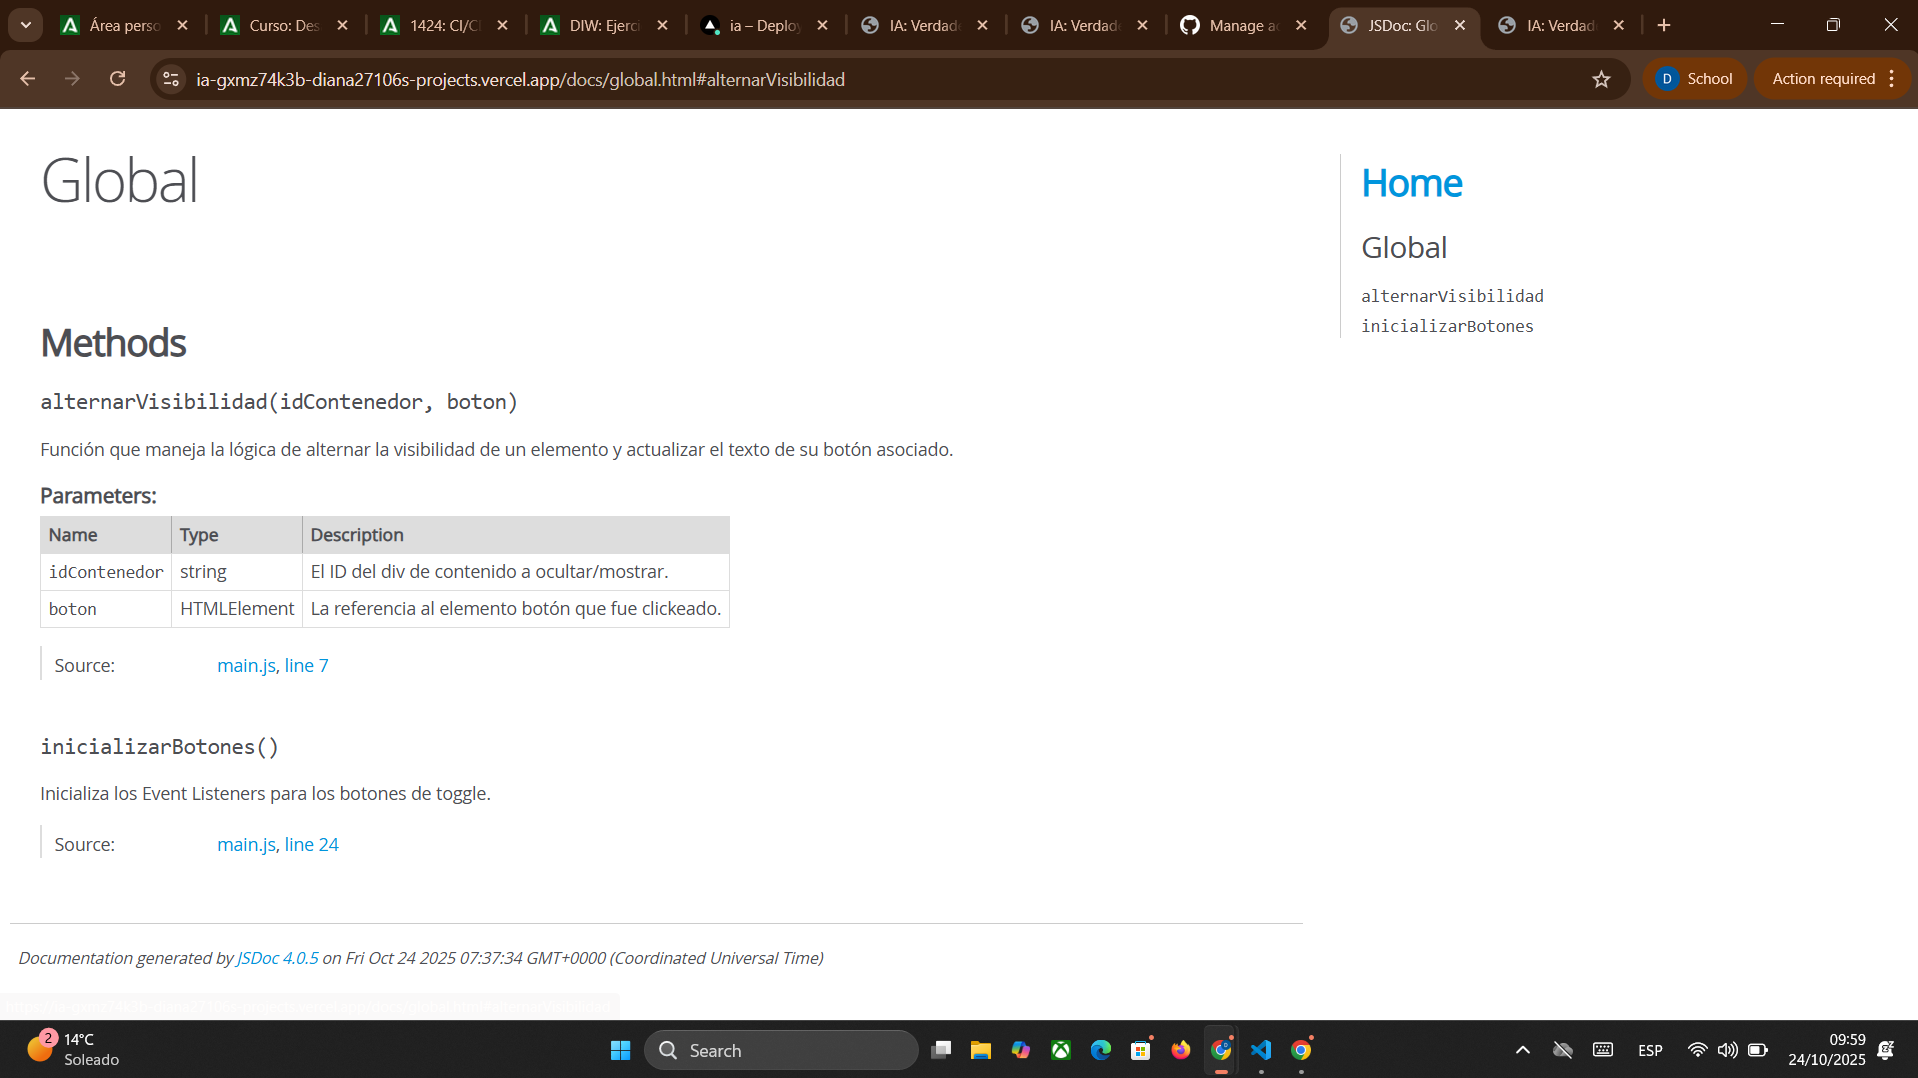 Área perso
Curso: Des
1424: CI/CI
DIW: Ejerci
ia – Deploy
IA: Verdade
IA: Verdade
Manage ac
JSDoc: Glo
IA: Verdad
ia-gxmz74k3b-diana27106s-projects.vercel.app/docs/global.html#alternarVisibilidad
D School
Action required
Global
Home
Global
alternarVisibilidad
inicializarBotones
Methods
alternarVisibilidad(idContenedor, boton)
Función que maneja la lógica de alternar la visibilidad de un elemento y actualizar el texto de su botón asociado.
Parameters:
Name Type Description
idContenedor string El ID del div de contenido a ocultar/mostrar.
boton HTMLElement La referencia al elemento botón que fue clickeado.
Source: main.js, line 7
inicializarBotones()
Inicializa los Event Listeners para los botones de toggle.
Source: main.js, line 24
Documentation generated by JSDoc 4.0.5 on Fri Oct 24 2025 07:37:34 GMT+0000 (Coordinated Universal Time)
2
14°C
Soleado
Search
ESP
09:59
24/10/2025